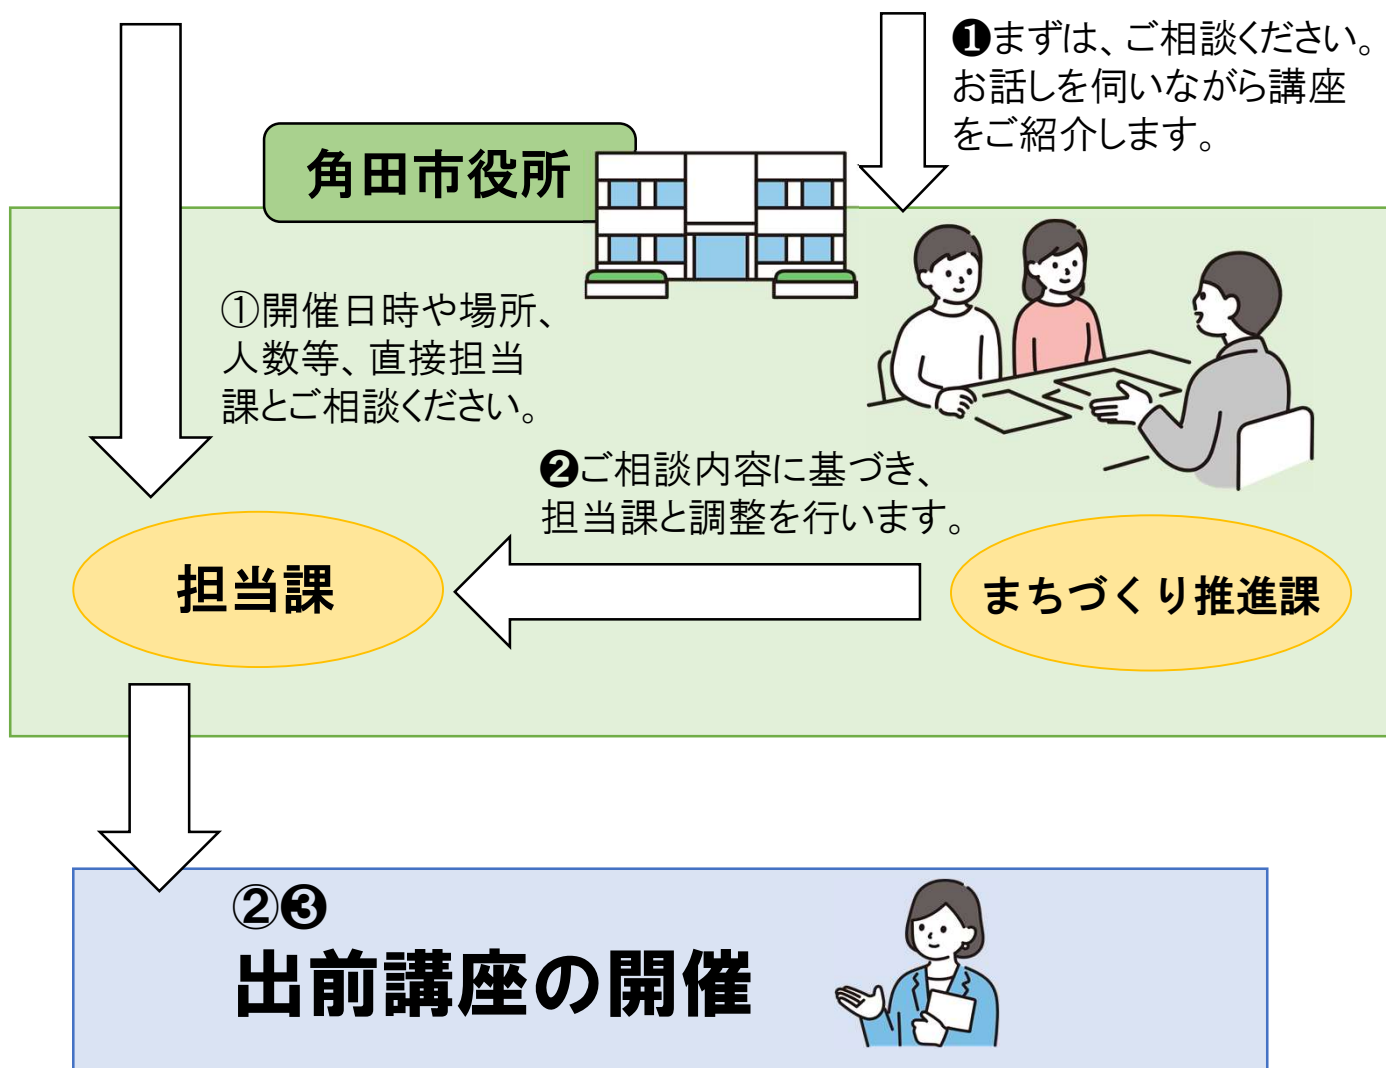 ❶まずは、ご相談ください。
お話しを伺いながら講座
をご紹介します。
角田市役所
①開催日時や場所、
人数等、直接担当
課とご相談ください。
❷ご相談内容に基づき、
担当課と調整を行います。
担当課
まちづくり推進課
②❸
出前講座の開催